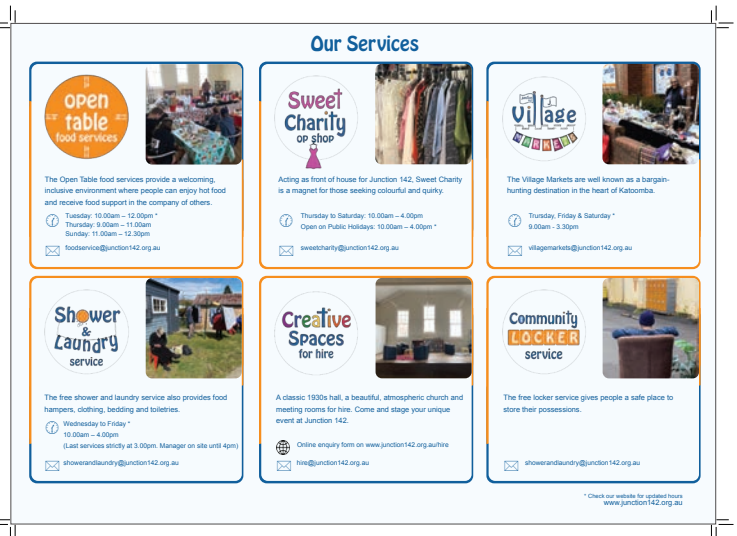 Our Services
open
table
food services
The Open Table food services provide a welcoming,
inclusive environment where people can enjoy hot food
and receive food support in the company of others.
Tuesday: 10.00am – 12.00pm *
Thursday: 9.00am – 11.00am
Sunday: 11.00am – 12.30pm
foodservice@junction142.org.au
Sweet
Charity
op shop
Acting as front of house for Junction 142, Sweet Charity
is a magnet for those seeking colourful and quirky.
Thursday to Saturday: 10.00am – 4.00pm
Open on Public Holidays: 10.00am – 4.00pm *
sweetcharity@junction142.org.au
Village
MARKETS
The Village Markets are well known as a bargain-
hunting destination in the heart of Katoomba.
Trursday, Friday & Saturday *
9.00am - 3.30pm
villagemarkets@junction142.org.au
Shower
&
Laundry
service
The free shower and laundry service also provides food
hampers, clothing, bedding and toiletries.
Wednesday to Friday *
10.00am – 4.00pm
(Last services strictly at 3.00pm. Manager on site until 4pm)
showerandlaundry@junction142.org.au
Creative
Spaces
for hire
A classic 1930s hall, a beautiful, atmospheric church and
meeting rooms for hire. Come and stage your unique
event at Junction 142.
Online enquiry form on www.junction142.org.au/hire
hire@junction142.org.au
Community
LOCKER
service
The free locker service gives people a safe place to
store their possessions.
showerandlaundry@junction142.org.au
* Check our website for updated hours
www.junction142.org.au